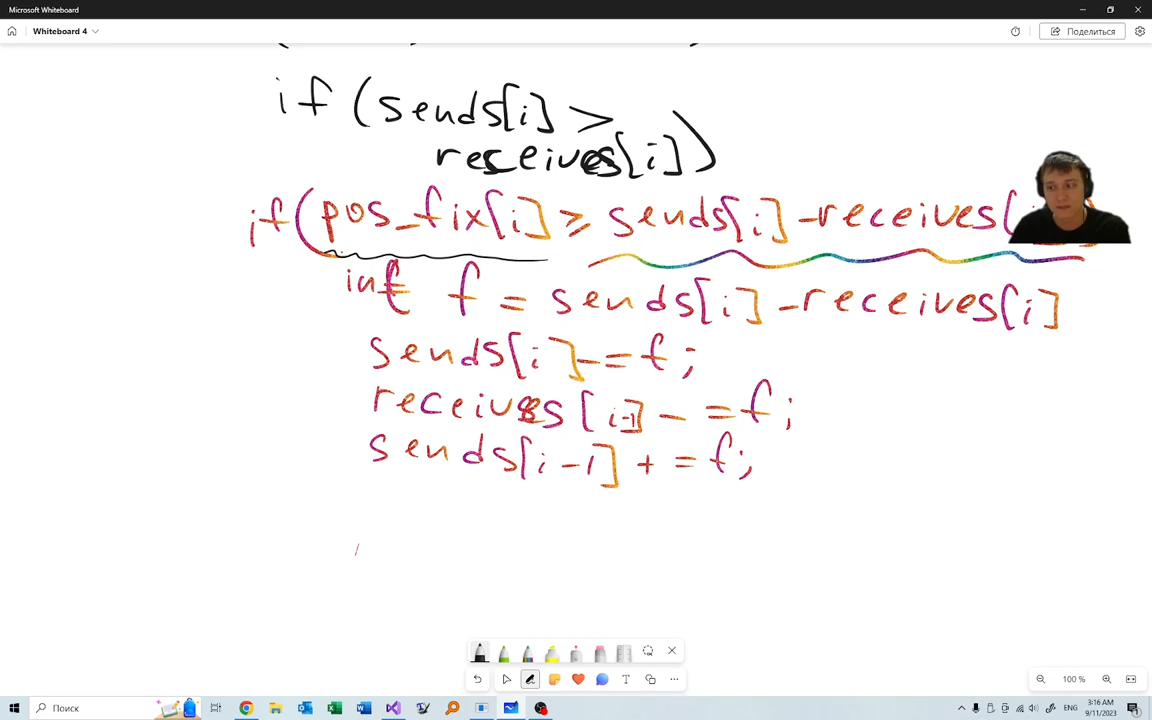 Microsoft Whiteboard
Whiteboard 4
Поделиться
if (sends[i] >
receives[i])
if (pos_fix[i] ≥ sends[i] - receives[i
int f = sends[i] - receives[i]
sends[i] -= f;
receives[i-1] -= f;
sends[i-1] += f;
100 %
Поиск
ENG
3:16 AM
9/11/2023